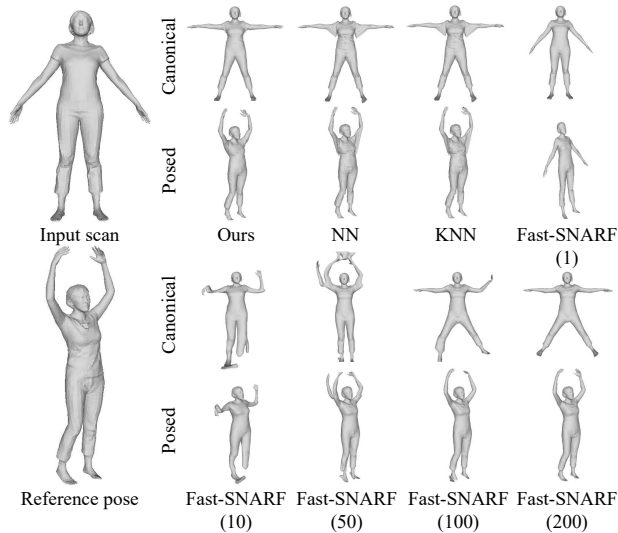 Canonical
Posed
Input scan
Ours
NN
KNN
Fast-SNARF
(1)
Canonical
Posed
Reference pose
Fast-SNARF
(10)
Fast-SNARF
(50)
Fast-SNARF
(100)
Fast-SNARF
(200)